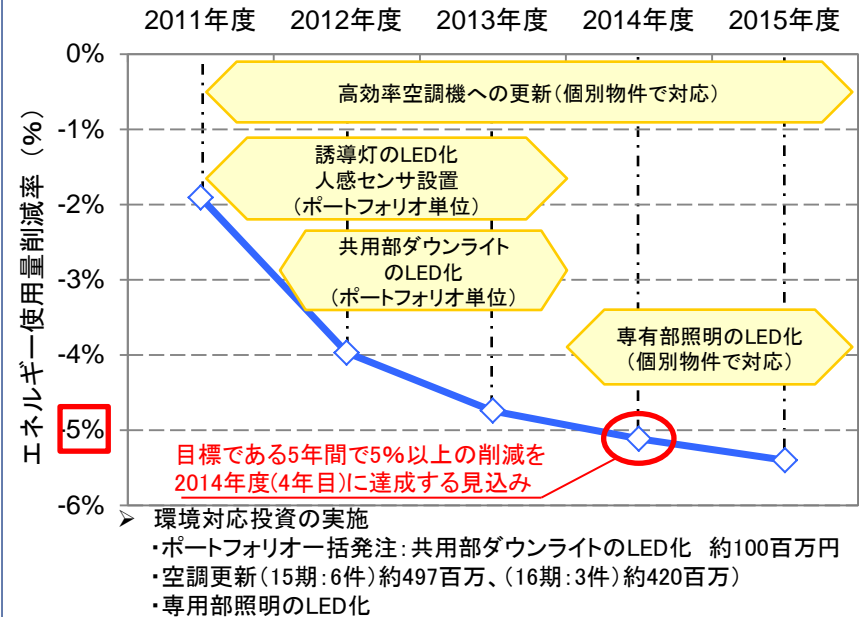 2011年度 2012年度 2013年度 2014年度 2015年度
エネルギー使用量削減率 (%)
0%
-1%
-2%
-3%
-4%
-5%
-6%
高効率空調機への更新(個別物件で対応)
誘導灯のLED化
人感センサ設置
(ポートフォリオ単位)
共用部ダウンライト
のLED化
(ポートフォリオ単位)
専有部照明のLED化
(個別物件で対応)
目標である5年間で5%以上の削減を
2014年度(4年目)に達成する見込み
➢ 環境対応投資の実施
・ポートフォリオ一括発注:共用部ダウンライトのLED化 約100百万円
・空調更新(15期:6件)約497百万、(16期:3件)約420百万)
・専用部照明のLED化